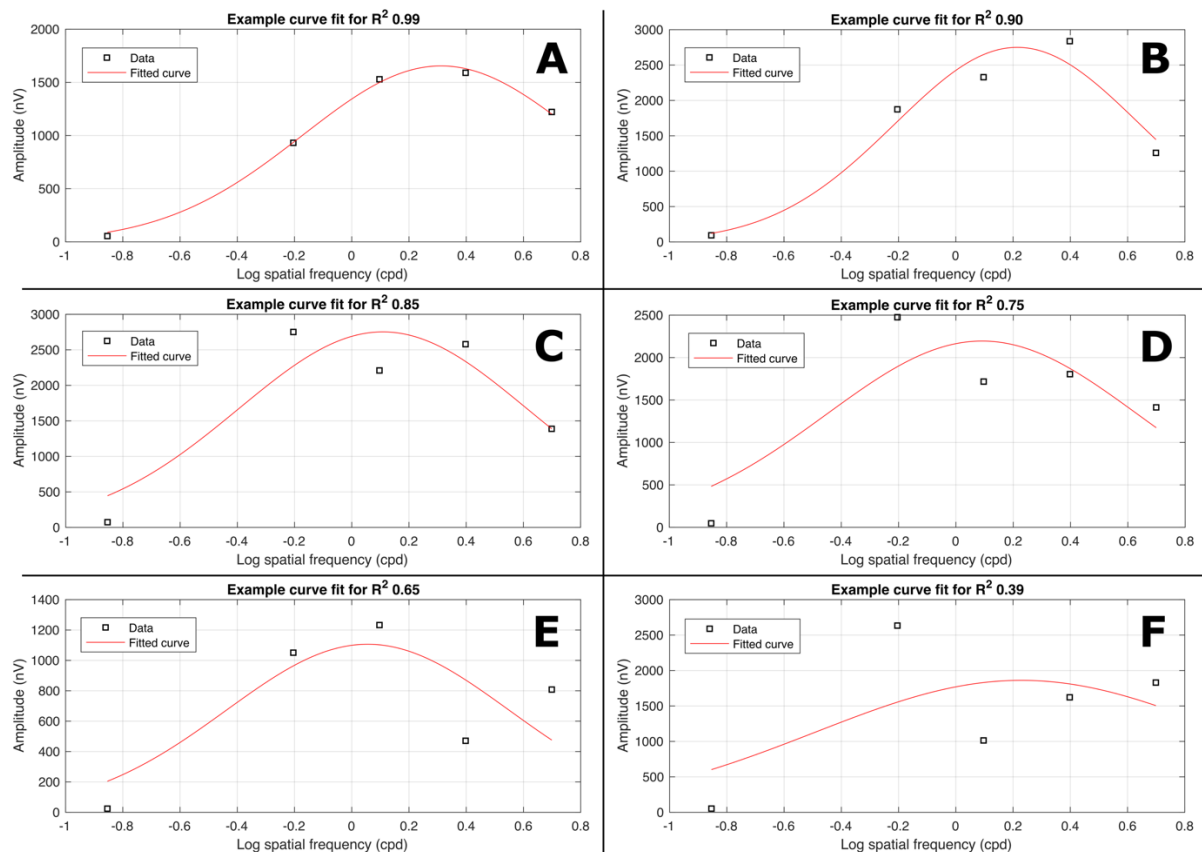 Example curve fit for R² 0.99
A
Data
Fitted curve
Amplitude (nV)
2000
1500
1000
500
0
-1 -0.8 -0.6 -0.4 -0.2 0 0.2 0.4 0.6 0.8
Log spatial frequency (cpd)
Example curve fit for R² 0.90
B
Data
Fitted curve
Amplitude (nV)
3000
2500
2000
1500
1000
500
0
-1 -0.8 -0.6 -0.4 -0.2 0 0.2 0.4 0.6 0.8
Log spatial frequency (cpd)
Example curve fit for R² 0.85
C
Data
Fitted curve
Amplitude (nV)
3000
2500
2000
1500
1000
500
0
-1 -0.8 -0.6 -0.4 -0.2 0 0.2 0.4 0.6 0.8
Log spatial frequency (cpd)
Example curve fit for R² 0.75
D
Data
Fitted curve
Amplitude (nV)
2500
2000
1500
1000
500
0
-1 -0.8 -0.6 -0.4 -0.2 0 0.2 0.4 0.6 0.8
Log spatial frequency (cpd)
Example curve fit for R² 0.65
E
Data
Fitted curve
Amplitude (nV)
1400
1200
1000
800
600
400
200
0
-1 -0.8 -0.6 -0.4 -0.2 0 0.2 0.4 0.6 0.8
Log spatial frequency (cpd)
Example curve fit for R² 0.39
F
Data
Fitted curve
Amplitude (nV)
3000
2500
2000
1500
1000
500
0
-1 -0.8 -0.6 -0.4 -0.2 0 0.2 0.4 0.6 0.8
Log spatial frequency (cpd)